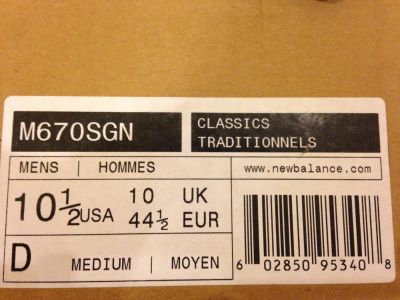 M670SGN
CLASSICS
TRADITIONNELS
MENS | HOMMES
www.newbalance.com
10 1/2 USA 10 UK
44 1/2 EUR
D MEDIUM | MOYEN
6 02850 95340 8